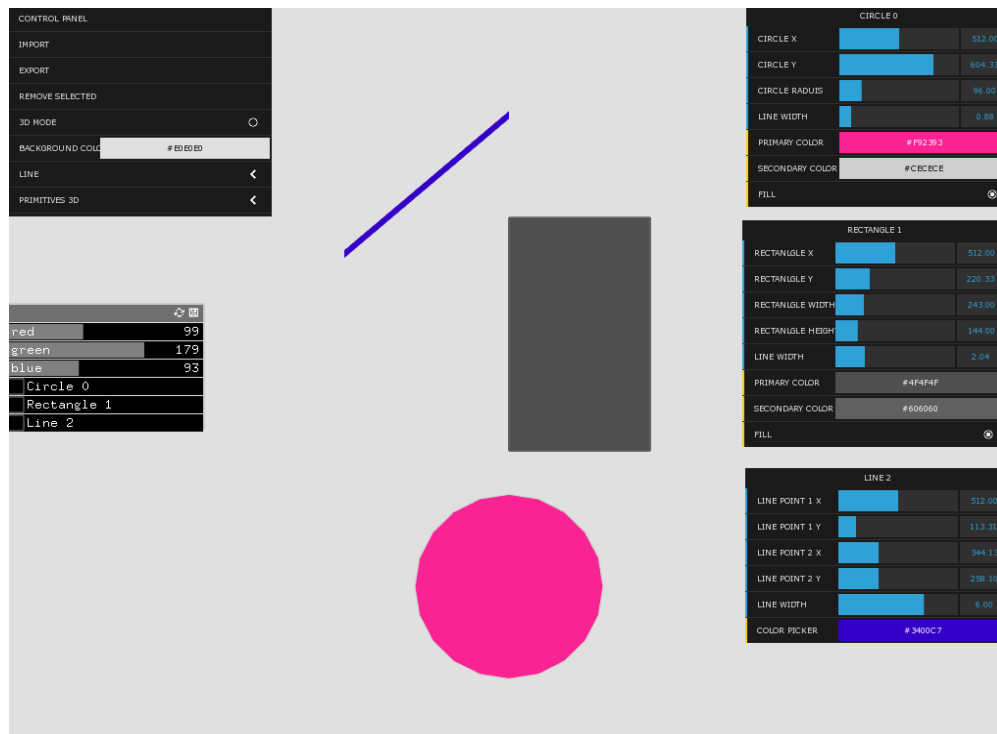 CONTROL PANEL
IMPORT
EXPORT
REMOVE SELECTED
3D MODE
BACKGROUND COLO #E0E0E0
LINE
PRIMITIVES 3D
red 99
green 179
blue 93
Circle 0
Rectangle 1
Line 2
CIRCLE 0
CIRCLE X 512.00
CIRCLE Y 604.33
CIRCLE RADUIS 96.00
LINE WIDTH 0.88
PRIMARY COLOR #F92393
SECONDARY COLOR #CECECE
FILL
RECTANGLE 1
RECTANLGLE X 512.00
RECTANLGLE Y 220.33
RECTANLGLE WIDTH 243.00
RECTANLGLE HEIGHT 144.00
LINE WIDTH 2.04
PRIMARY COLOR #4F4F4F
SECONDARY COLOR #606060
FILL
LINE 2
LINE POINT 1 X 512.00
LINE POINT 1 Y 113.31
LINE POINT 2 X 344.13
LINE POINT 2 Y 258.10
LINE WIDTH 6.00
COLOR PICKER #3400C7